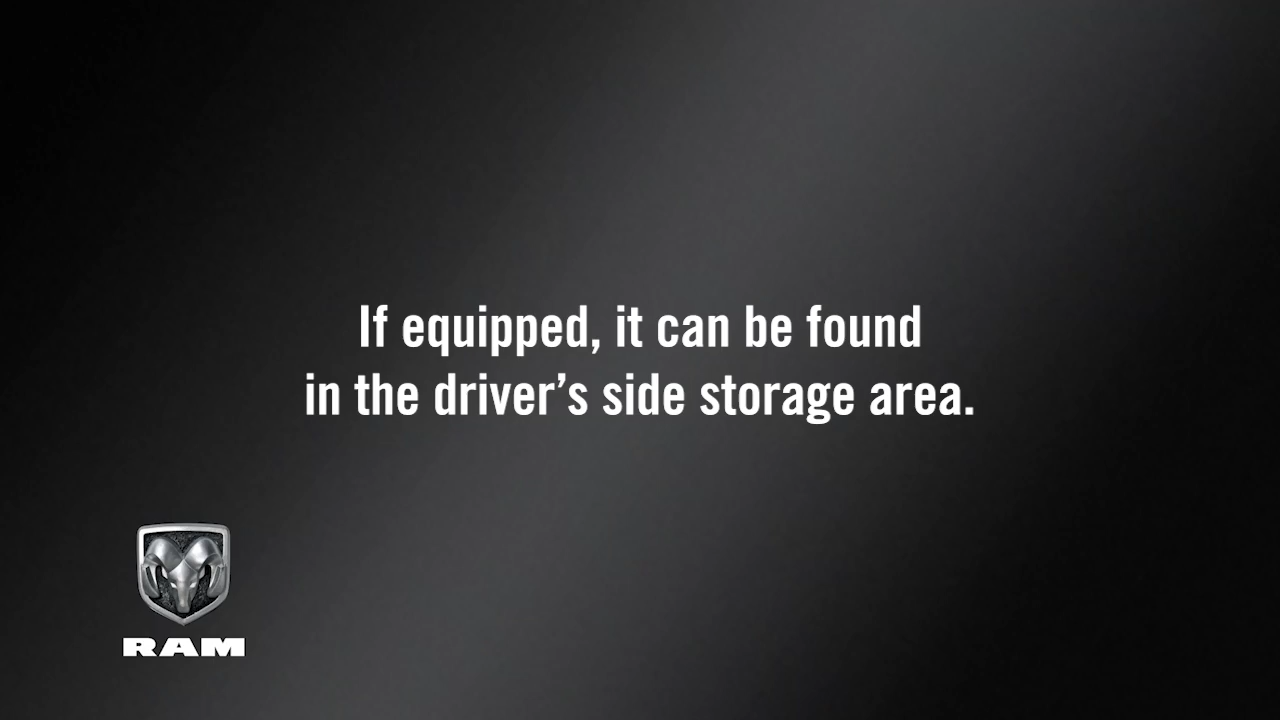 If equipped, it can be found
in the driver’s side storage area.
RAM